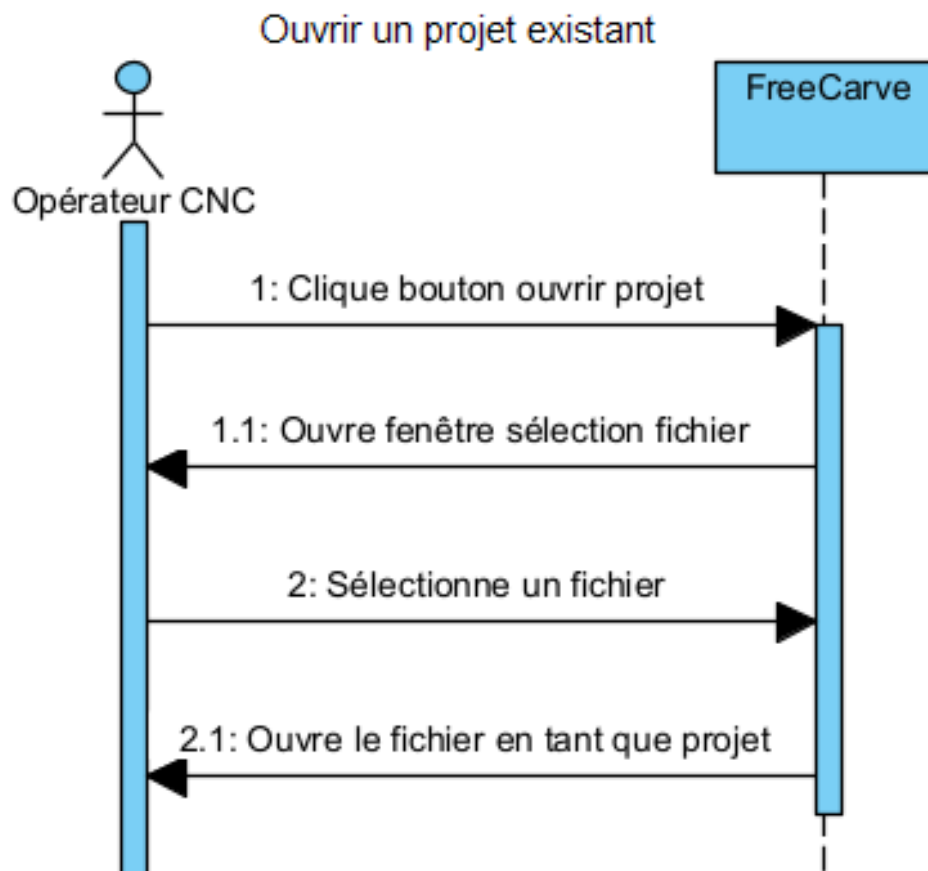 Ouvrir un projet existant
FreeCarve
Opérateur CNC
1: Clique bouton ouvrir projet
1.1: Ouvre fenêtre sélection fichier
2: Sélectionne un fichier
2.1: Ouvre le fichier en tant que projet